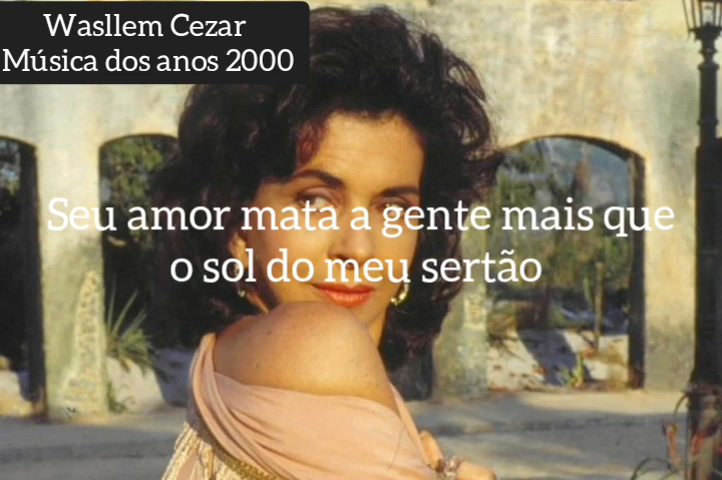 Wasllem Cezar
Música dos anos 2000
Seu amor mata a gente mais que
o sol do meu sertão